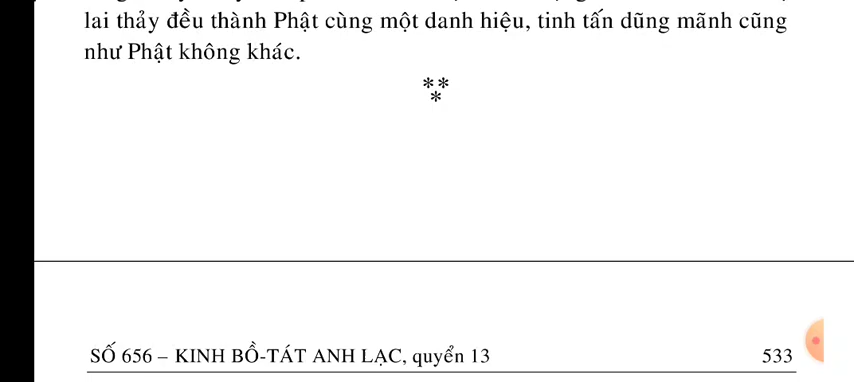 lai thảy đều thành Phật cùng một danh hiệu, tinh tấn dũng mãnh cũng
như Phật không khác.
**
*
SỐ 656 – KINH BỒ-TÁT ANH LẠC, quyển 13 533